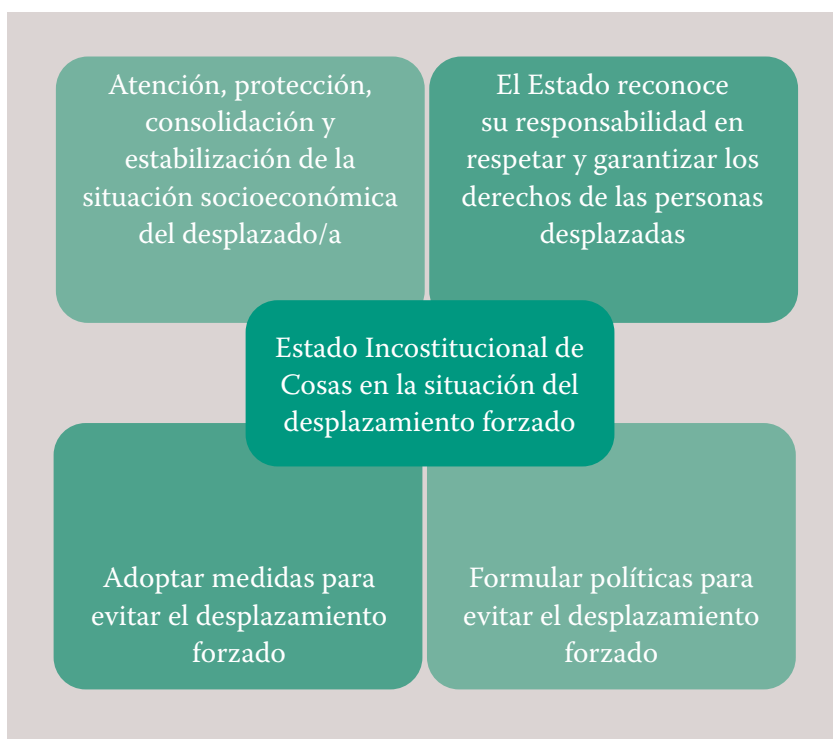 Atención, protección,
consolidación y
estabilización de la
situación socioeconómica
del desplazado/a
El Estado reconoce
su responsabilidad en
respetar y garantizar los
derechos de las personas
desplazadas
Estado Incostitucional de
Cosas en la situación del
desplazamiento forzado
Adoptar medidas para
evitar el desplazamiento
forzado
Formular políticas para
evitar el desplazamiento
forzado